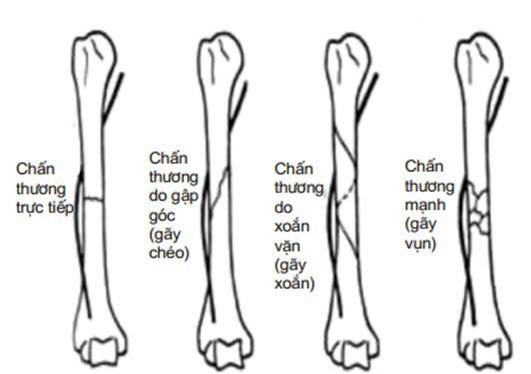 Chấn
thương
trực tiếp
Chấn
thương
do gập
góc
(gãy
chéo)
Chấn
thương
do
xoắn
vặn
(gãy
xoắn)
Chấn
thương
mạnh
(gãy
vụn)